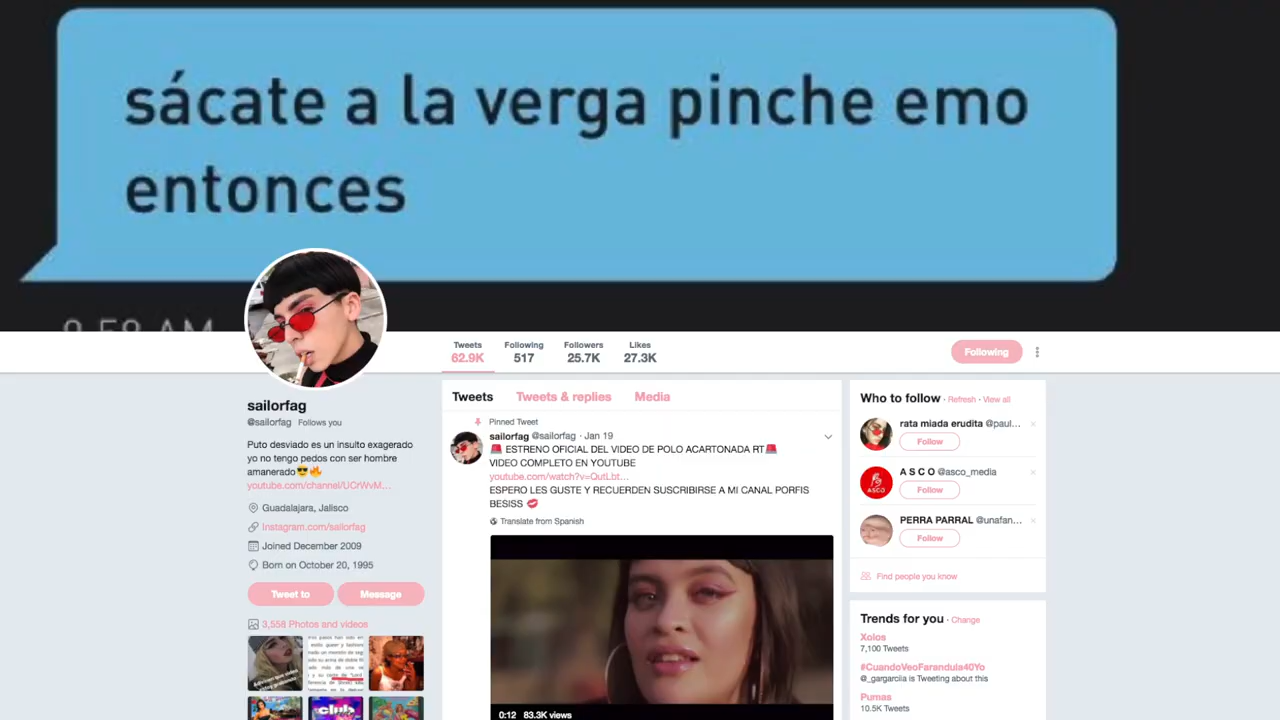 sácate a la verga pinche emo
entonces
9:58 AM
Tweets
62.9K
Following
517
Followers
25.7K
Likes
27.3K
Following
sailorfag
@sailorfag Follows you
Puto desviado es un insulto exagerado
yo no tengo pedos con ser hombre
amanerado😎🔥
youtube.com/channel/UCrWvM...
Guadalajara, Jalisco
Instagram.com/sailorfag
Joined December 2009
Born on October 20, 1995
Tweet to
Message
3,558 Photos and videos
club
Tweets
Tweets & replies
Media
Pinned Tweet
sailorfag @sailorfag · Jan 19
🚨 ESTRENO OFICIAL DEL VIDEO DE POLO ACARTONADA RT🚨
VIDEO COMPLETO EN YOUTUBE
youtube.com/watch?v=QutLbt...
ESPERO LES GUSTE Y RECUERDEN SUSCRIBIRSE A MI CANAL PORFIS
BESISS 💋
Translate from Spanish
0:12 83.3K views
Who to follow · Refresh · View all
rata miada erudita @paul...
Follow
A S C O @asco_media
ASCO
Follow
PERRA PARRAL @unafan...
Follow
Find people you know
Trends for you · Change
Xolos
7,100 Tweets
#CuandoVeoFarandula40Yo
@_gargarciia is Tweeting about this
Pumas
10.5K Tweets